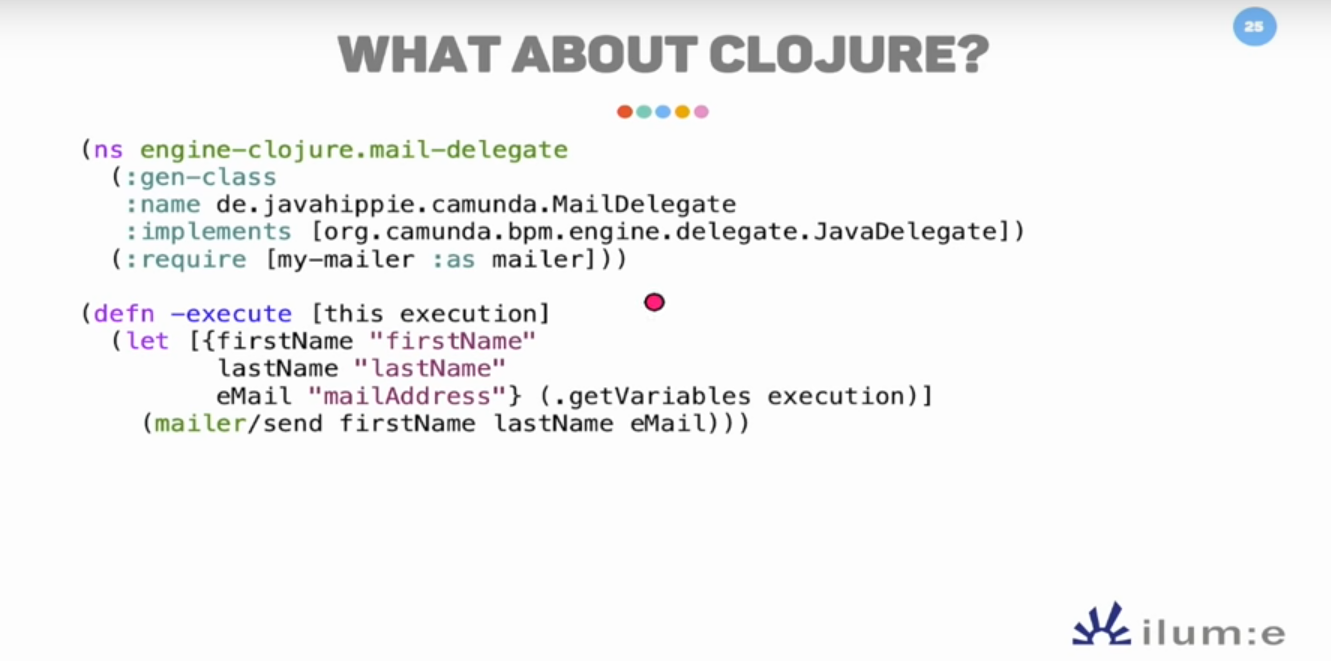 25
WHAT ABOUT CLOJURE?
(ns engine-clojure.mail-delegate
  (:gen-class
   :name de.javahippie.camunda.MailDelegate
   :implements [org.camunda.bpm.engine.delegate.JavaDelegate])
  (:require [my-mailer :as mailer]))
(defn -execute [this execution]
  (let [{firstName "firstName"
         lastName "lastName"
         eMail "mailAddress"} (.getVariables execution)]
    (mailer/send firstName lastName eMail)))
ilum:e